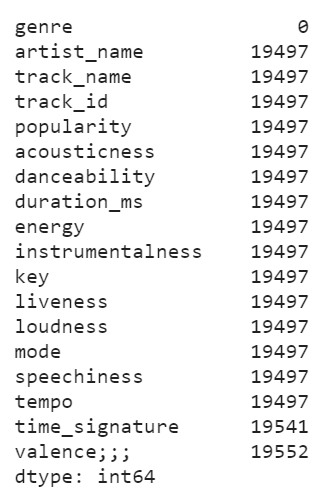 genre 0
artist_name 19497
track_name 19497
track_id 19497
popularity 19497
acousticness 19497
danceability 19497
duration_ms 19497
energy 19497
instrumentalness 19497
key 19497
liveness 19497
loudness 19497
mode 19497
speechiness 19497
tempo 19497
time_signature 19541
valence;;; 19552
dtype: int64